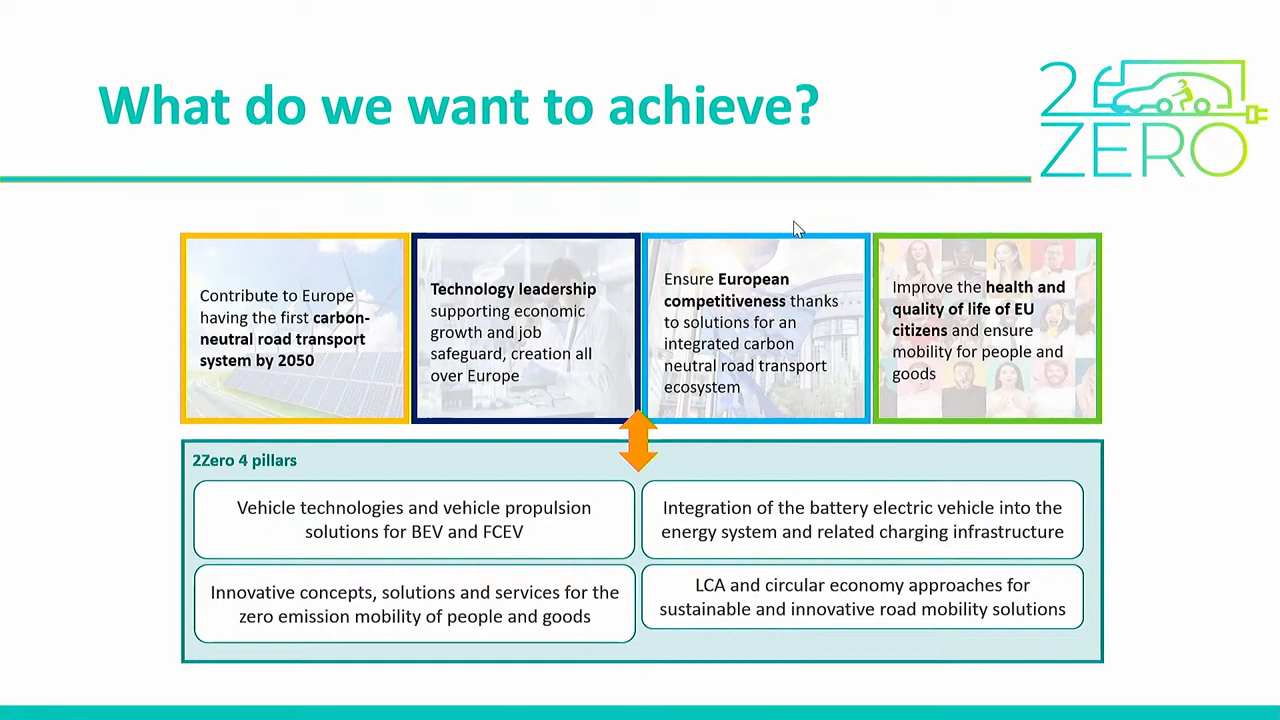 What do we want to achieve?
2
ZERO
Contribute to Europe
having the first carbon-
neutral road transport
system by 2050
Technology leadership
supporting economic
growth and job
safeguard, creation all
over Europe
Ensure European
competitiveness thanks
to solutions for an
integrated carbon
neutral road transport
ecosystem
Improve the health and
quality of life of EU
citizens and ensure
mobility for people and
goods
2Zero 4 pillars
Vehicle technologies and vehicle propulsion
solutions for BEV and FCEV
Integration of the battery electric vehicle into the
energy system and related charging infrastructure
Innovative concepts, solutions and services for the
zero emission mobility of people and goods
LCA and circular economy approaches for
sustainable and innovative road mobility solutions